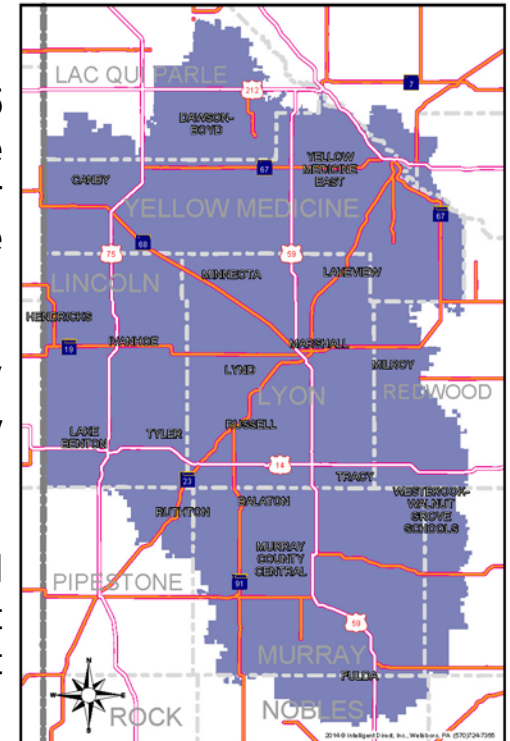 LAC QUI PARLE
212
7
DAWSON-
BOYD
YELLOW
MEDICINE
EAST
67
CANBY
YELLOW MEDICINE
67
68
75
59
MINNEOTA
LAKEVIEW
LINCOLN
HENDRICKS
IVANHOE
MARSHALL
19
LYND
MILROY
LYON
REDWOOD
RUSSELL
LAKE
BENTON
TYLER
14
TRACY
23
WESTBROOK-
WALNUT
GROVE
SCHOOLS
RUTHTON
BALATON
MURRAY
COUNTY
CENTRAL
PIPESTONE
91
59
MURRAY
FULDA
N
W
E
S
ROCK
NOBLES
2014 © Intelligent Direct, Inc., Wellsboro, PA (570)724-7355